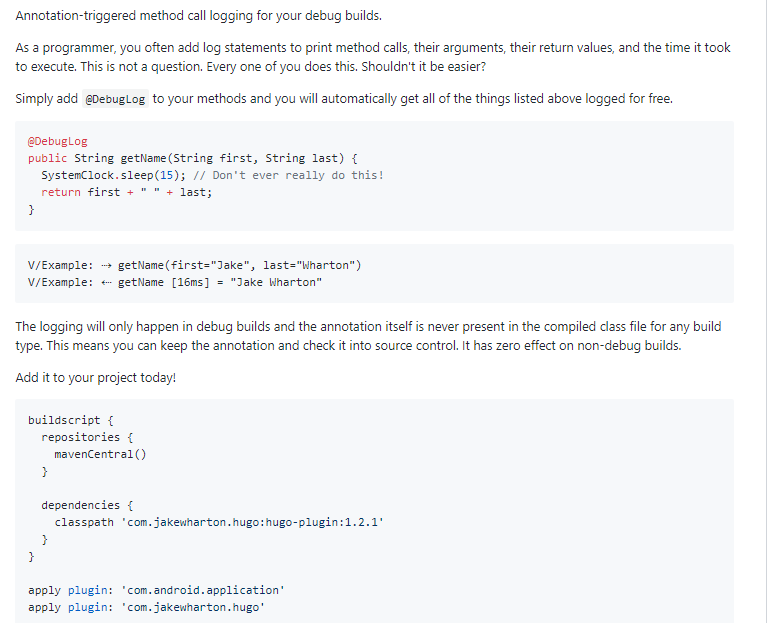 Annotation-triggered method call logging for your debug builds.
As a programmer, you often add log statements to print method calls, their arguments, their return values, and the time it took
to execute. This is not a question. Every one of you does this. Shouldn't it be easier?
Simply add @DebugLog to your methods and you will automatically get all of the things listed above logged for free.
@DebugLog
public String getName(String first, String last) {
  SystemClock.sleep(15); // Don't ever really do this!
  return first + " " + last;
}
V/Example: ⇢ getName(first="Jake", last="Wharton")
V/Example: ⇠ getName [16ms] = "Jake Wharton"
The logging will only happen in debug builds and the annotation itself is never present in the compiled class file for any build
type. This means you can keep the annotation and check it into source control. It has zero effect on non-debug builds.
Add it to your project today!
buildscript {
  repositories {
    mavenCentral()
  }
  dependencies {
    classpath 'com.jakewharton.hugo:hugo-plugin:1.2.1'
  }
}
apply plugin: 'com.android.application'
apply plugin: 'com.jakewharton.hugo'